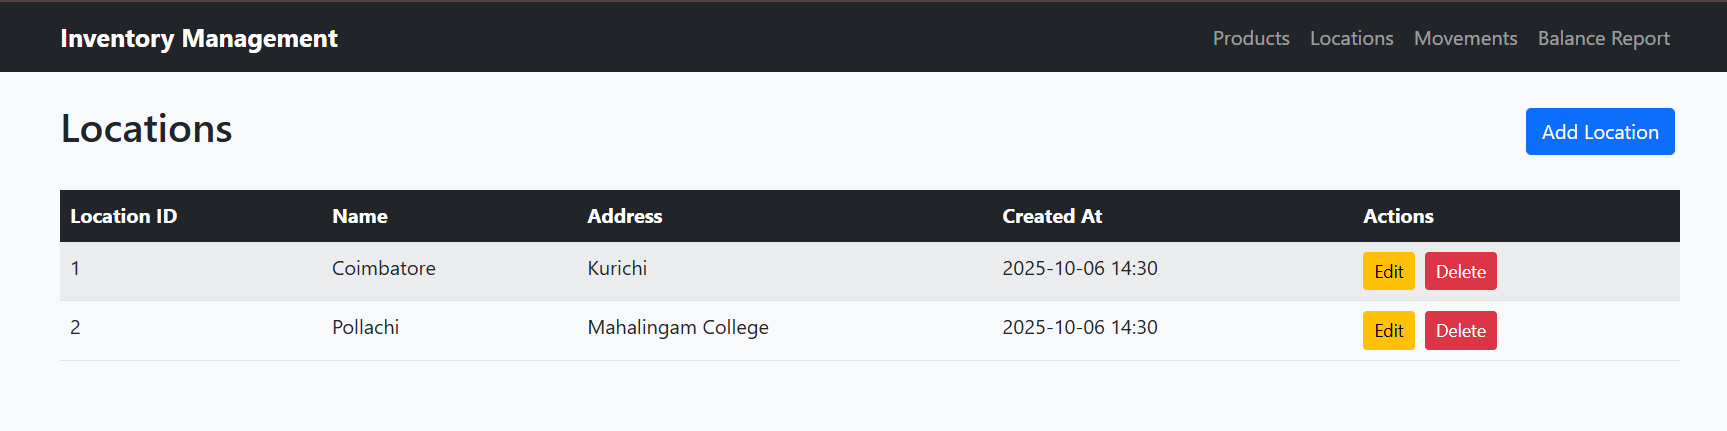 Inventory Management Products Locations Movements Balance Report
Locations Add Location
Location ID Name Address Created At Actions
1 Coimbatore Kurichi 2025-10-06 14:30 Edit Delete
2 Pollachi Mahalingam College 2025-10-06 14:30 Edit Delete